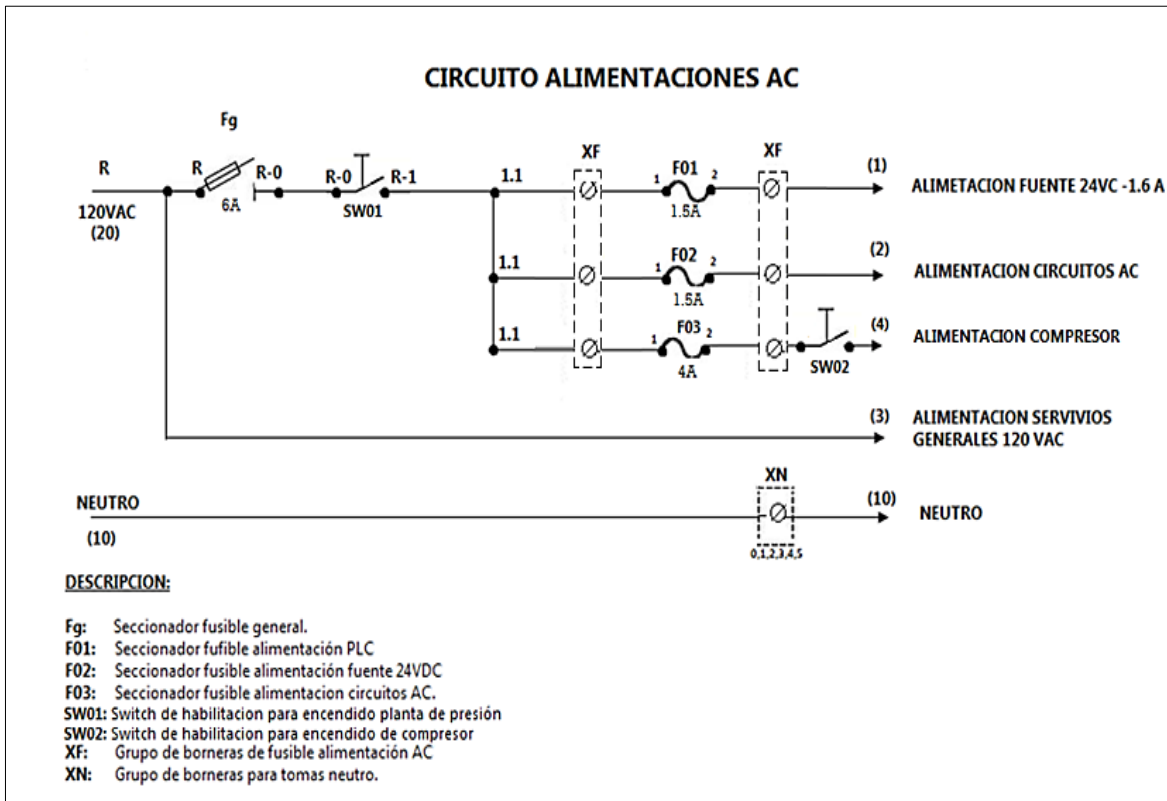 CIRCUITO ALIMENTACIONES AC
Fg
R
R
R-0
R-0
R-1
6A
SW01
120VAC
(20)
1.1
XF
1
F01
2
1.5A
XF
(1)
ALIMETACION FUENTE 24VC -1.6 A
1.1
1
F02
2
1.5A
(2)
ALIMENTACION CIRCUITOS AC
1.1
1
F03
2
4A
SW02
(4)
ALIMENTACION COMPRESOR
(3)
ALIMENTACION SERVIVIOS
GENERALES 120 VAC
NEUTRO
(10)
XN
0,1,2,3,4,5
(10)
NEUTRO
DESCRIPCION:
Fg: Seccionador fusible general.
F01: Seccionador fufible alimentación PLC
F02: Seccionador fusible alimentación fuente 24VDC
F03: Seccionador fusible alimentacion circuitos AC.
SW01: Switch de habilitacion para encendido planta de presión
SW02: Switch de habilitacion para encendido de compresor
XF: Grupo de borneras de fusible alimentación AC
XN: Grupo de borneras para tomas neutro.